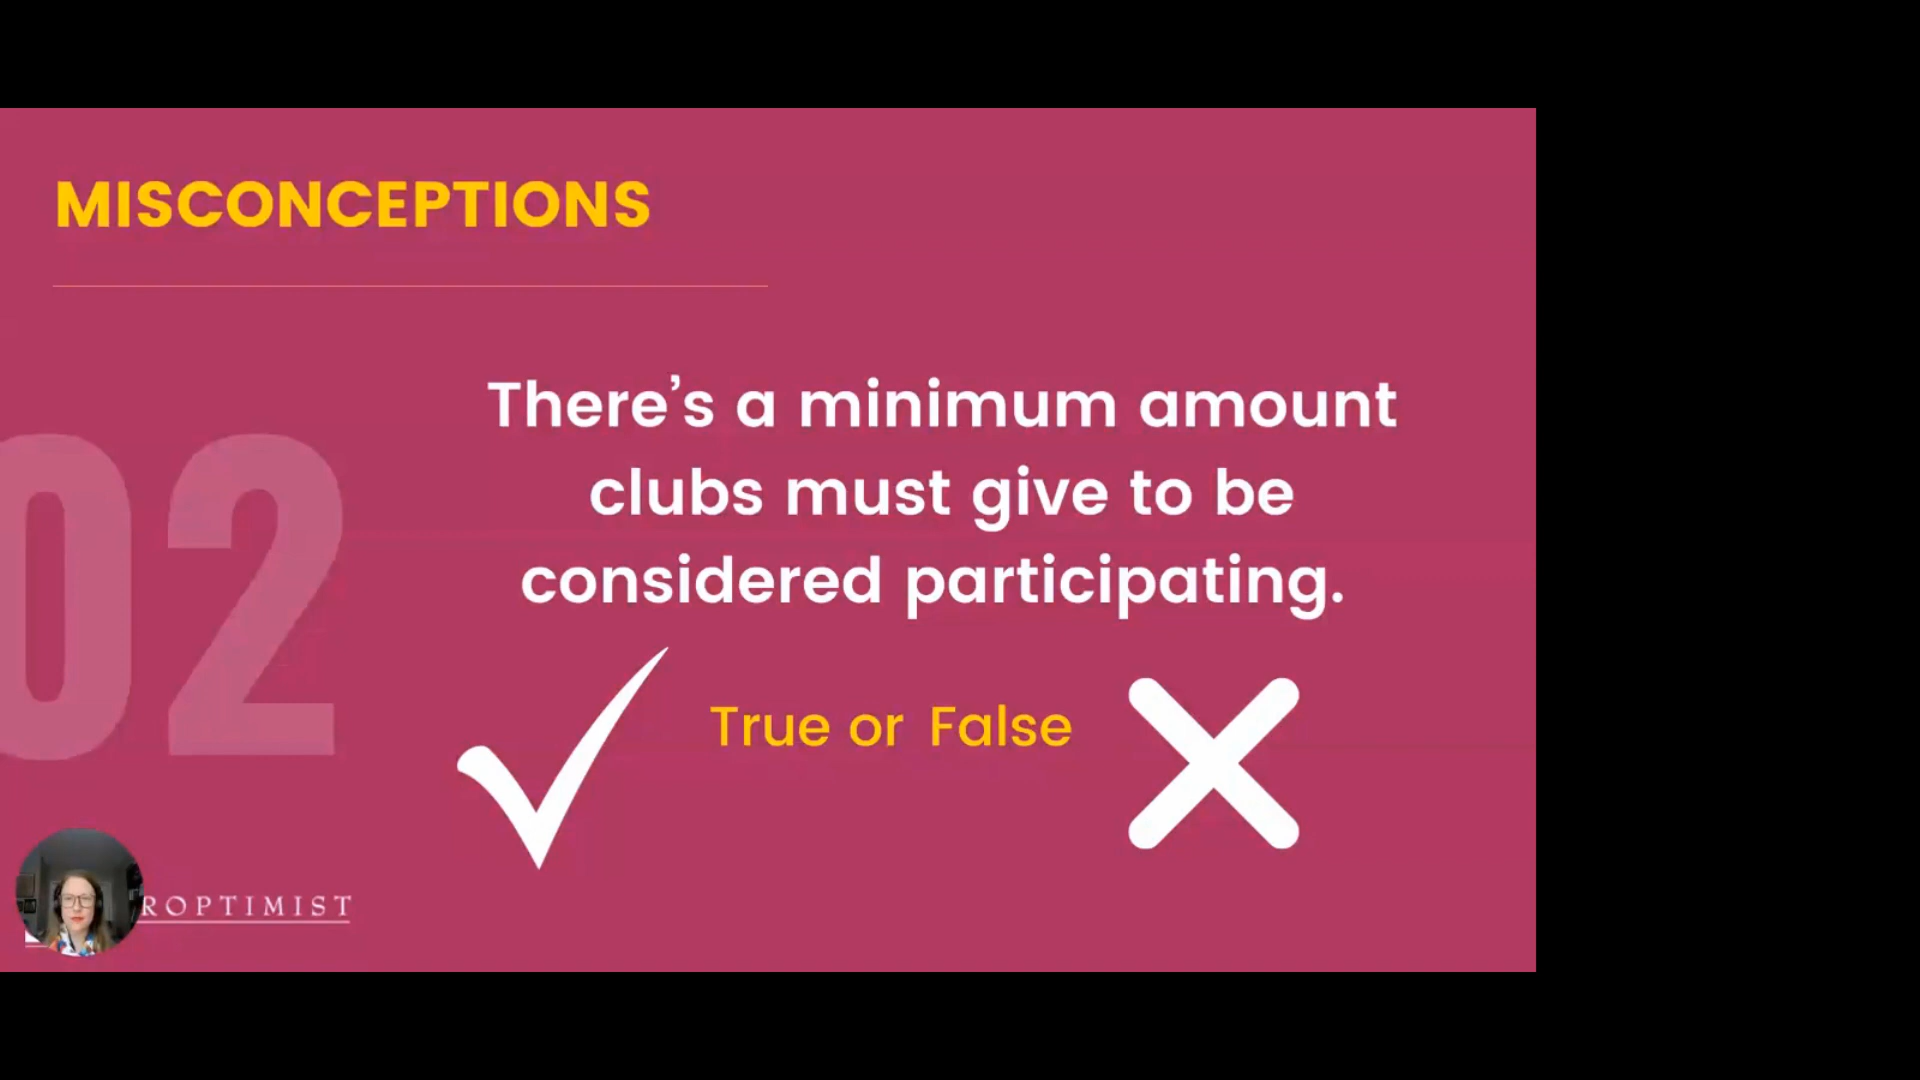 MISCONCEPTIONS
There’s a minimum amount
clubs must give to be
considered participating.
02
True or False
ROPTIMIST